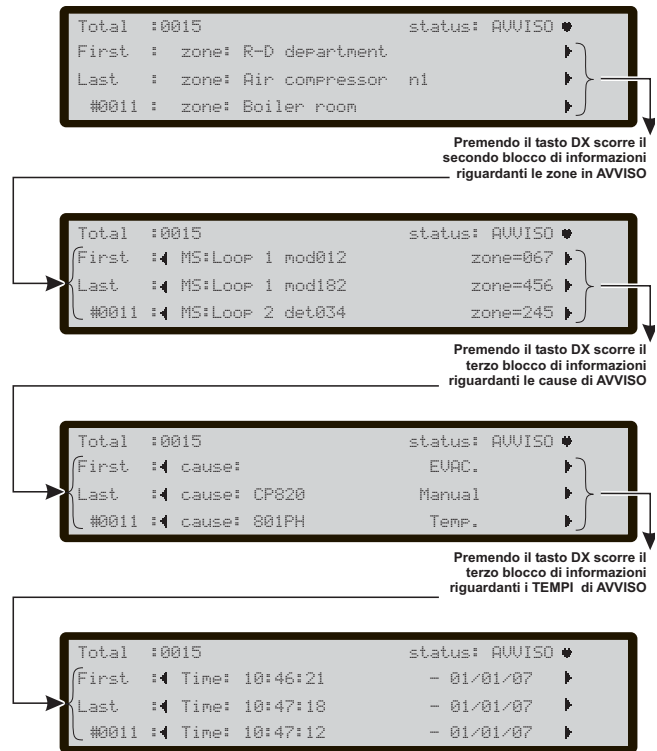 Total :0015 status: AVVISO
First : zone: R-D department
Last : zone: Air compressor n1
#0011 : zone: Boiler room
Premendo il tasto DX scorre il
secondo blocco di informazioni
riguardanti le zone in AVVISO
Total :0015 status: AVVISO
First : MS:Loop 1 mod012 zone=067
Last : MS:Loop 1 mod182 zone=456
#0011 : MS:Loop 2 det034 zone=245
Premendo il tasto DX scorre il
terzo blocco di informazioni
riguardanti le cause di AVVISO
Total :0015 status: AVVISO
First : cause: EVAC.
Last : cause: CP820 Manual
#0011 : cause: 801PH Temp.
Premendo il tasto DX scorre il
terzo blocco di informazioni
riguardanti i TEMPI di AVVISO
Total :0015 status: AVVISO
First : Time: 10:46:21 - 01/01/07
Last : Time: 10:47:18 - 01/01/07
#0011 : Time: 10:47:12 - 01/01/07